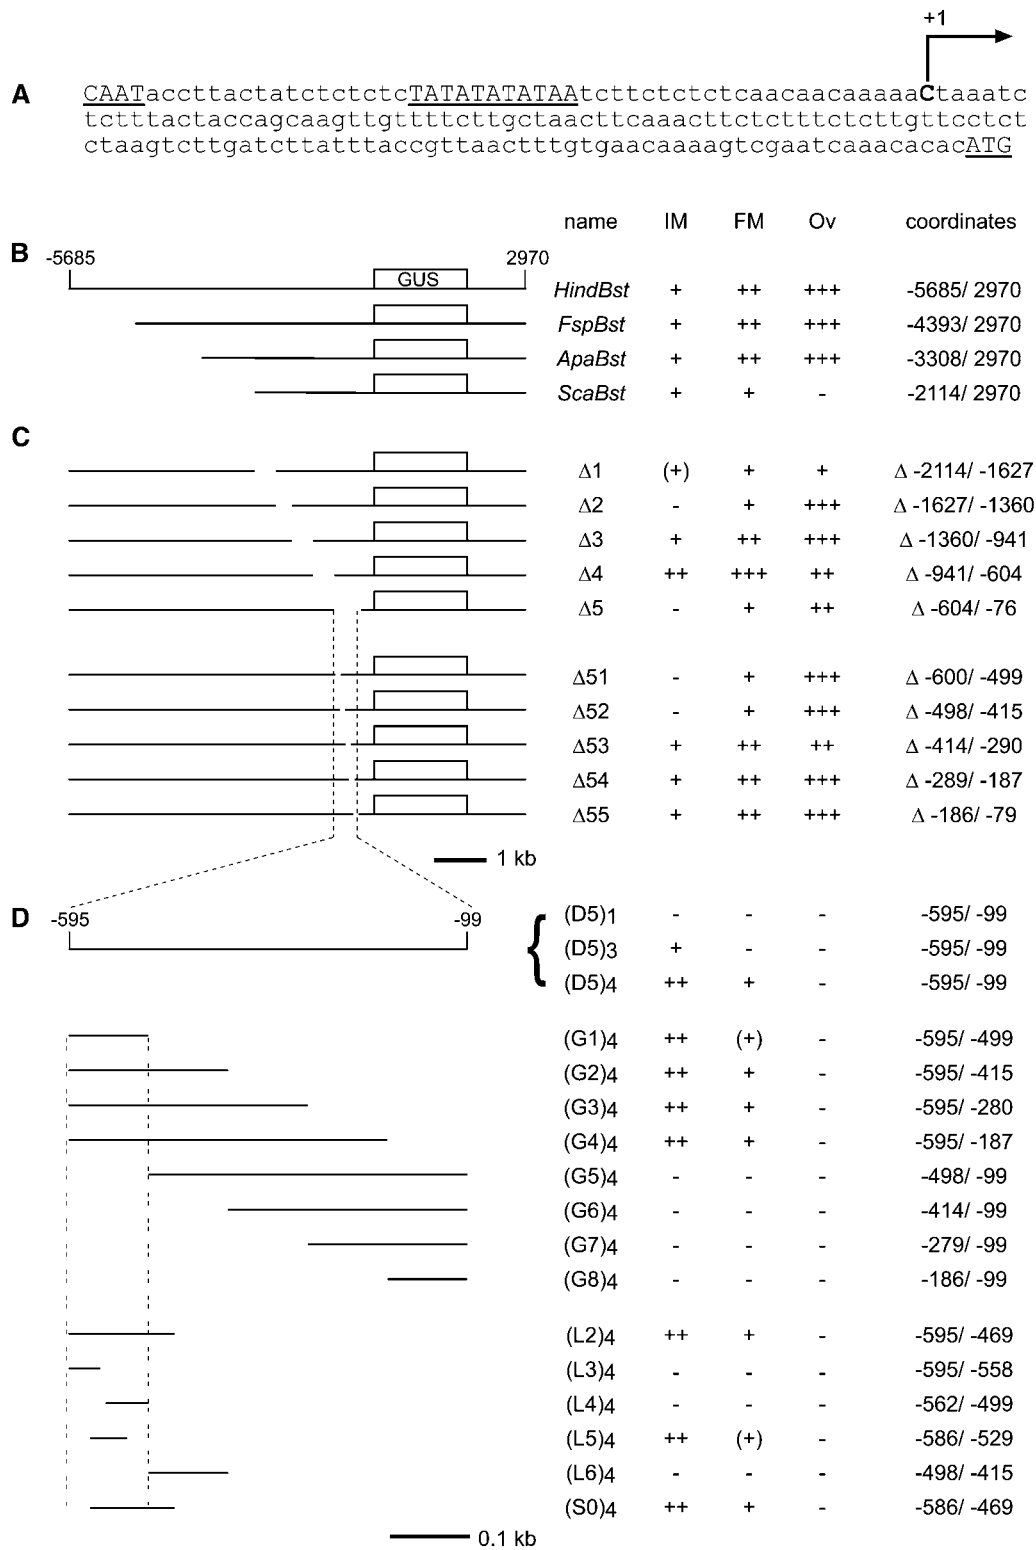 +1
A
CAATaccttactatctctctcTATATATATAAtcttctctctcaacaacaaaaaCtaaatc
tctttactaccagcaagttgttttcttgctaacttcaaacttctctttctcttgttcctct
ctaagtcttgatcttatttaccgttaactttgtgaacaaaagtcgaatcaaacacacATG
name IM FM Ov coordinates
B
-5685 2970
GUS
HindBst + ++ +++ -5685/ 2970
FspBst + ++ +++ -4393/ 2970
ApaBst + ++ +++ -3308/ 2970
ScaBst + + - -2114/ 2970
C
Δ1 (+) + + Δ -2114/ -1627
Δ2 - + +++ Δ -1627/ -1360
Δ3 + ++ +++ Δ -1360/ -941
Δ4 ++ +++ ++ Δ -941/ -604
Δ5 - + ++ Δ -604/ -76
Δ51 - + +++ Δ -600/ -499
Δ52 - + +++ Δ -498/ -415
Δ53 + ++ ++ Δ -414/ -290
Δ54 + ++ +++ Δ -289/ -187
Δ55 + ++ +++ Δ -186/ -79
1 kb
D
-595 -99
{
(D5)1 - - - -595/ -99
(D5)3 + - - -595/ -99
(D5)4 ++ + - -595/ -99
(G1)4 ++ (+) - -595/ -499
(G2)4 ++ + - -595/ -415
(G3)4 ++ + - -595/ -280
(G4)4 ++ + - -595/ -187
(G5)4 - - - -498/ -99
(G6)4 - - - -414/ -99
(G7)4 - - - -279/ -99
(G8)4 - - - -186/ -99
(L2)4 ++ + - -595/ -469
(L3)4 - - - -595/ -558
(L4)4 - - - -562/ -499
(L5)4 ++ (+) - -586/ -529
(L6)4 - - - -498/ -415
(S0)4 ++ + - -586/ -469
0.1 kb